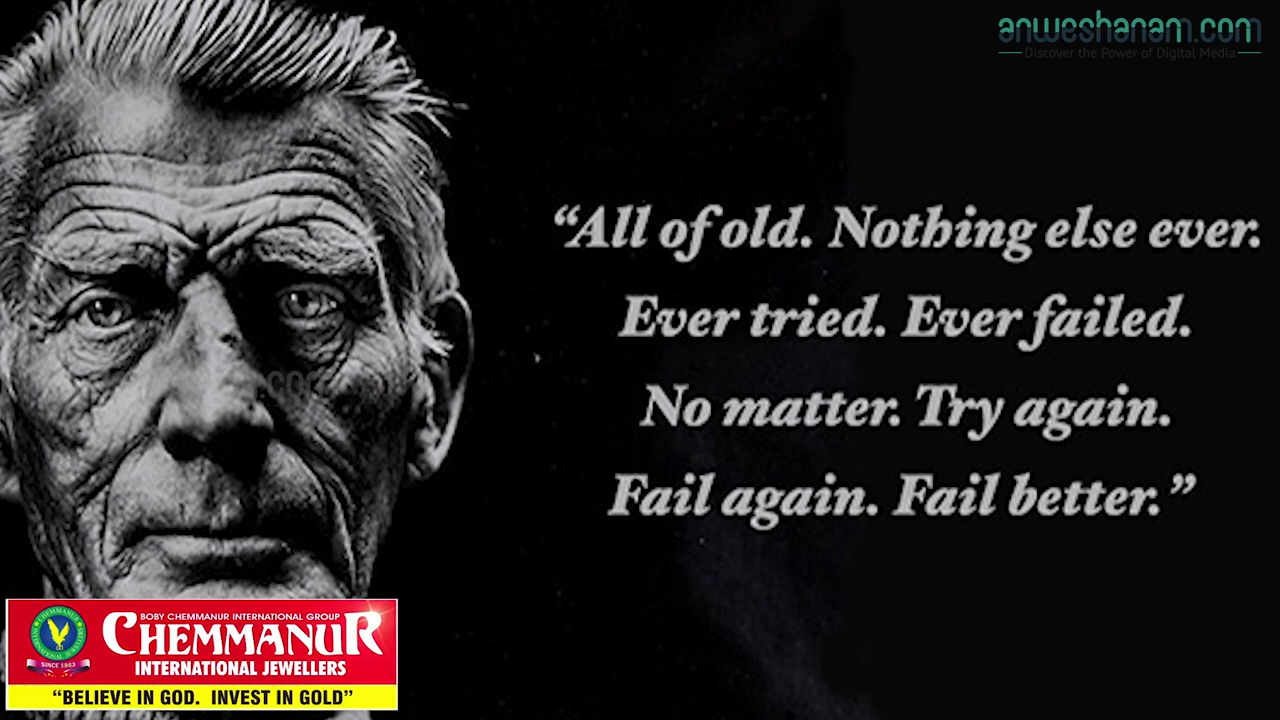 anweshanam.com
Discover the Power of Digital Media
“All of old. Nothing else ever.
Ever tried. Ever failed.
No matter. Try again.
Fail again. Fail better.”
.com
BOBY CHEMMANUR INTERNATIONAL GROUP
CHEMMANUR
INTERNATIONAL JEWELLERS
SINCE 1863
“BELIEVE IN GOD. INVEST IN GOLD”